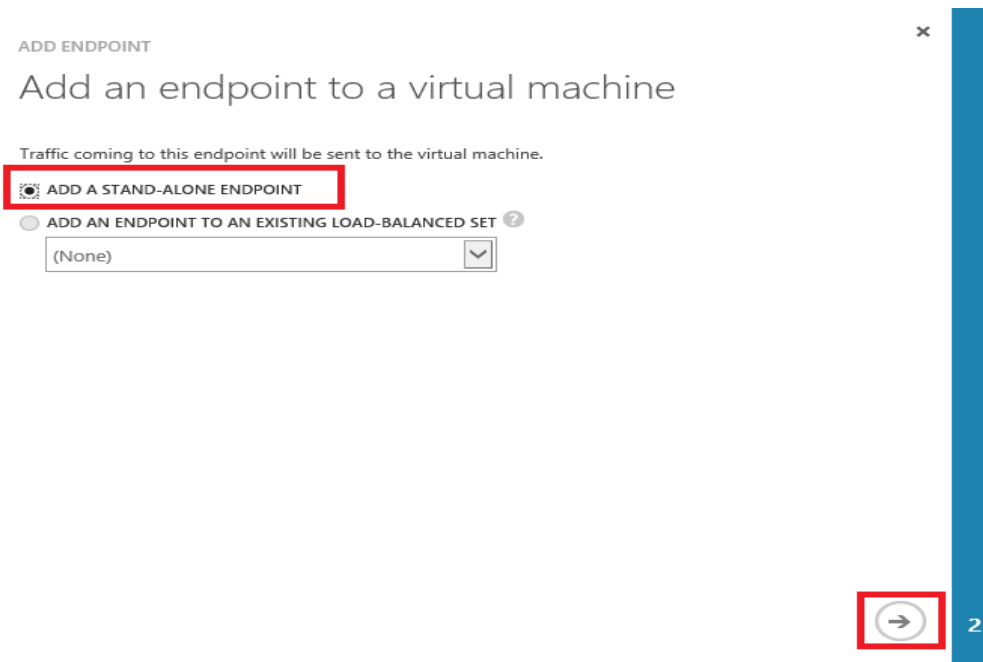 ADD ENDPOINT
×
Add an endpoint to a virtual machine
Traffic coming to this endpoint will be sent to the virtual machine.
ADD A STAND-ALONE ENDPOINT
ADD AN ENDPOINT TO AN EXISTING LOAD-BALANCED SET ?
(None)
2